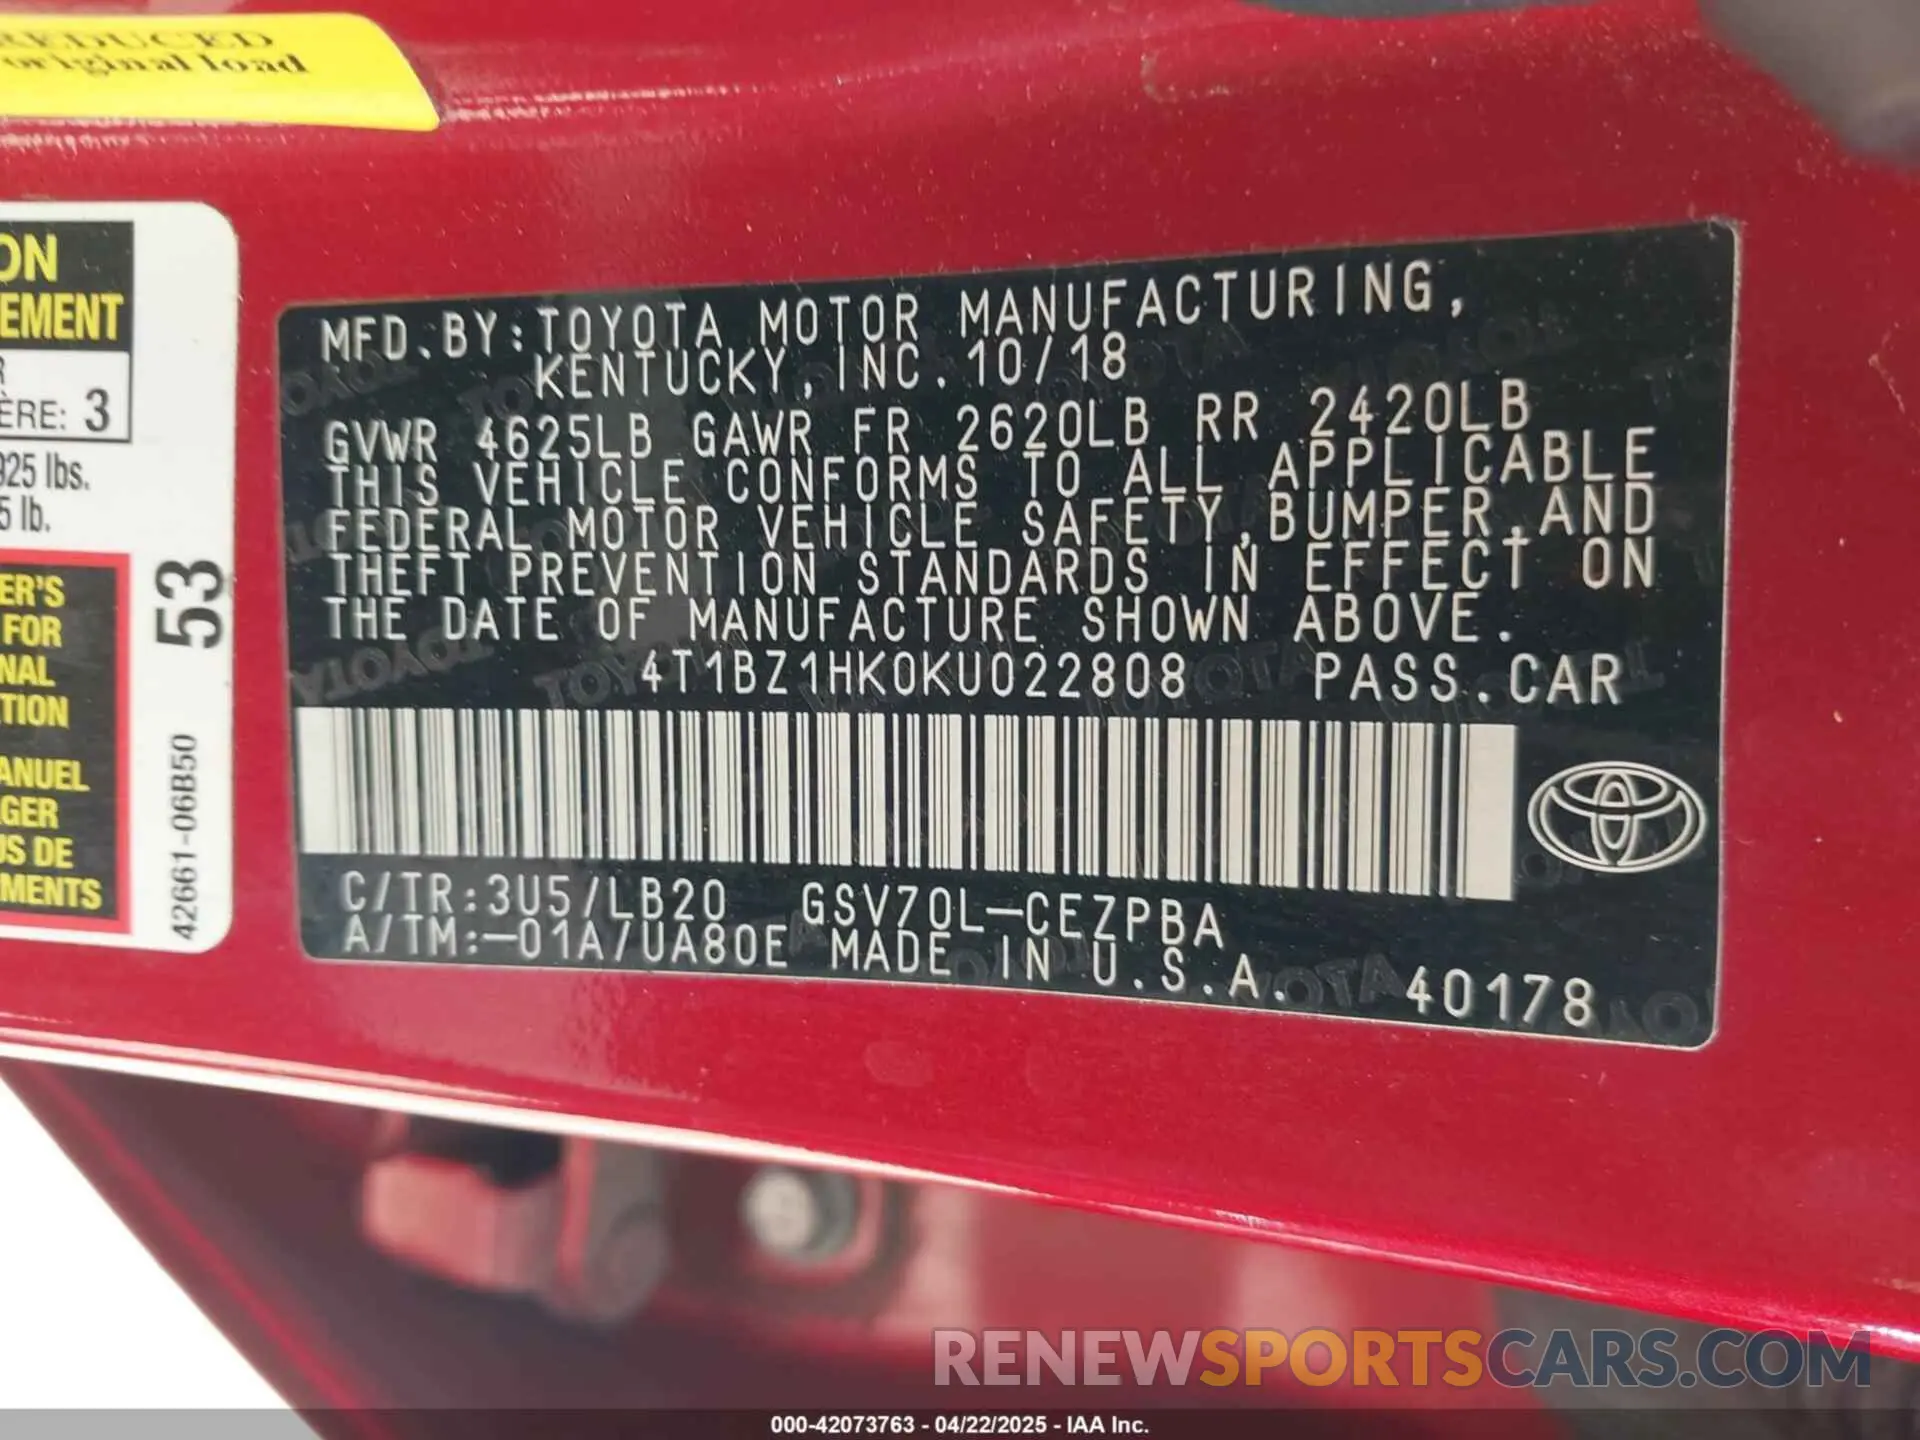 REDUCED
original load
ON
EMENT
R
ÈRE: 3
925 lbs.
5 lb.
ER'S
FOR
NAL
TION
ANUEL
GER
US DE
MENTS
53
42661-06B50
MFD.BY:TOYOTA MOTOR MANUFACTURING,
KENTUCKY,INC.10/18
GVWR 4625LB GAWR FR 2620LB RR 2420LB
THIS VEHICLE CONFORMS TO ALL APPLICABLE
FEDERAL MOTOR VEHICLE SAFETY,BUMPER,AND
THEFT PREVENTION STANDARDS IN EFFECT ON
THE DATE OF MANUFACTURE SHOWN ABOVE.
4T1BZ1HK0KU022808 PASS.CAR
C/TR:3U5/LB20 GSV70L-CEZPBA
A/TM:-01A/UA80E MADE IN U.S.A. 40178
RENEWSPORTSCARS.COM
000-42073763 - 04/22/2025 - IAA Inc.